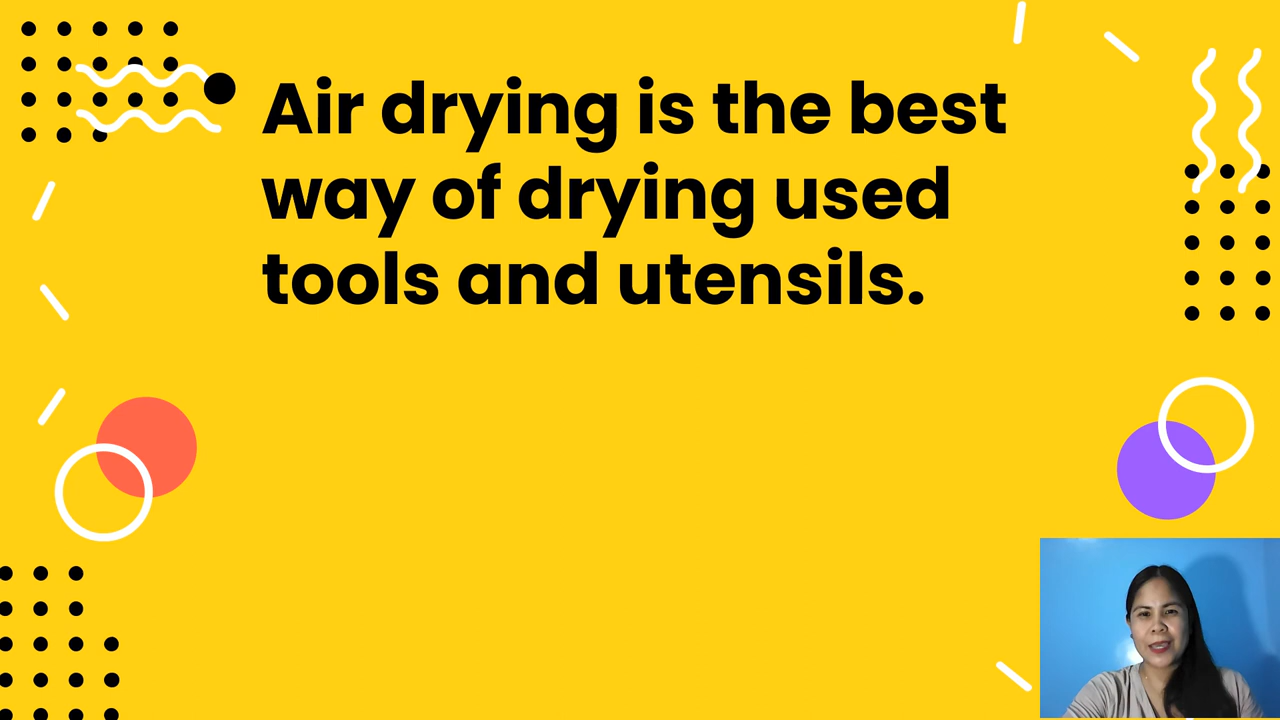 Air drying is the best
way of drying used
tools and utensils.